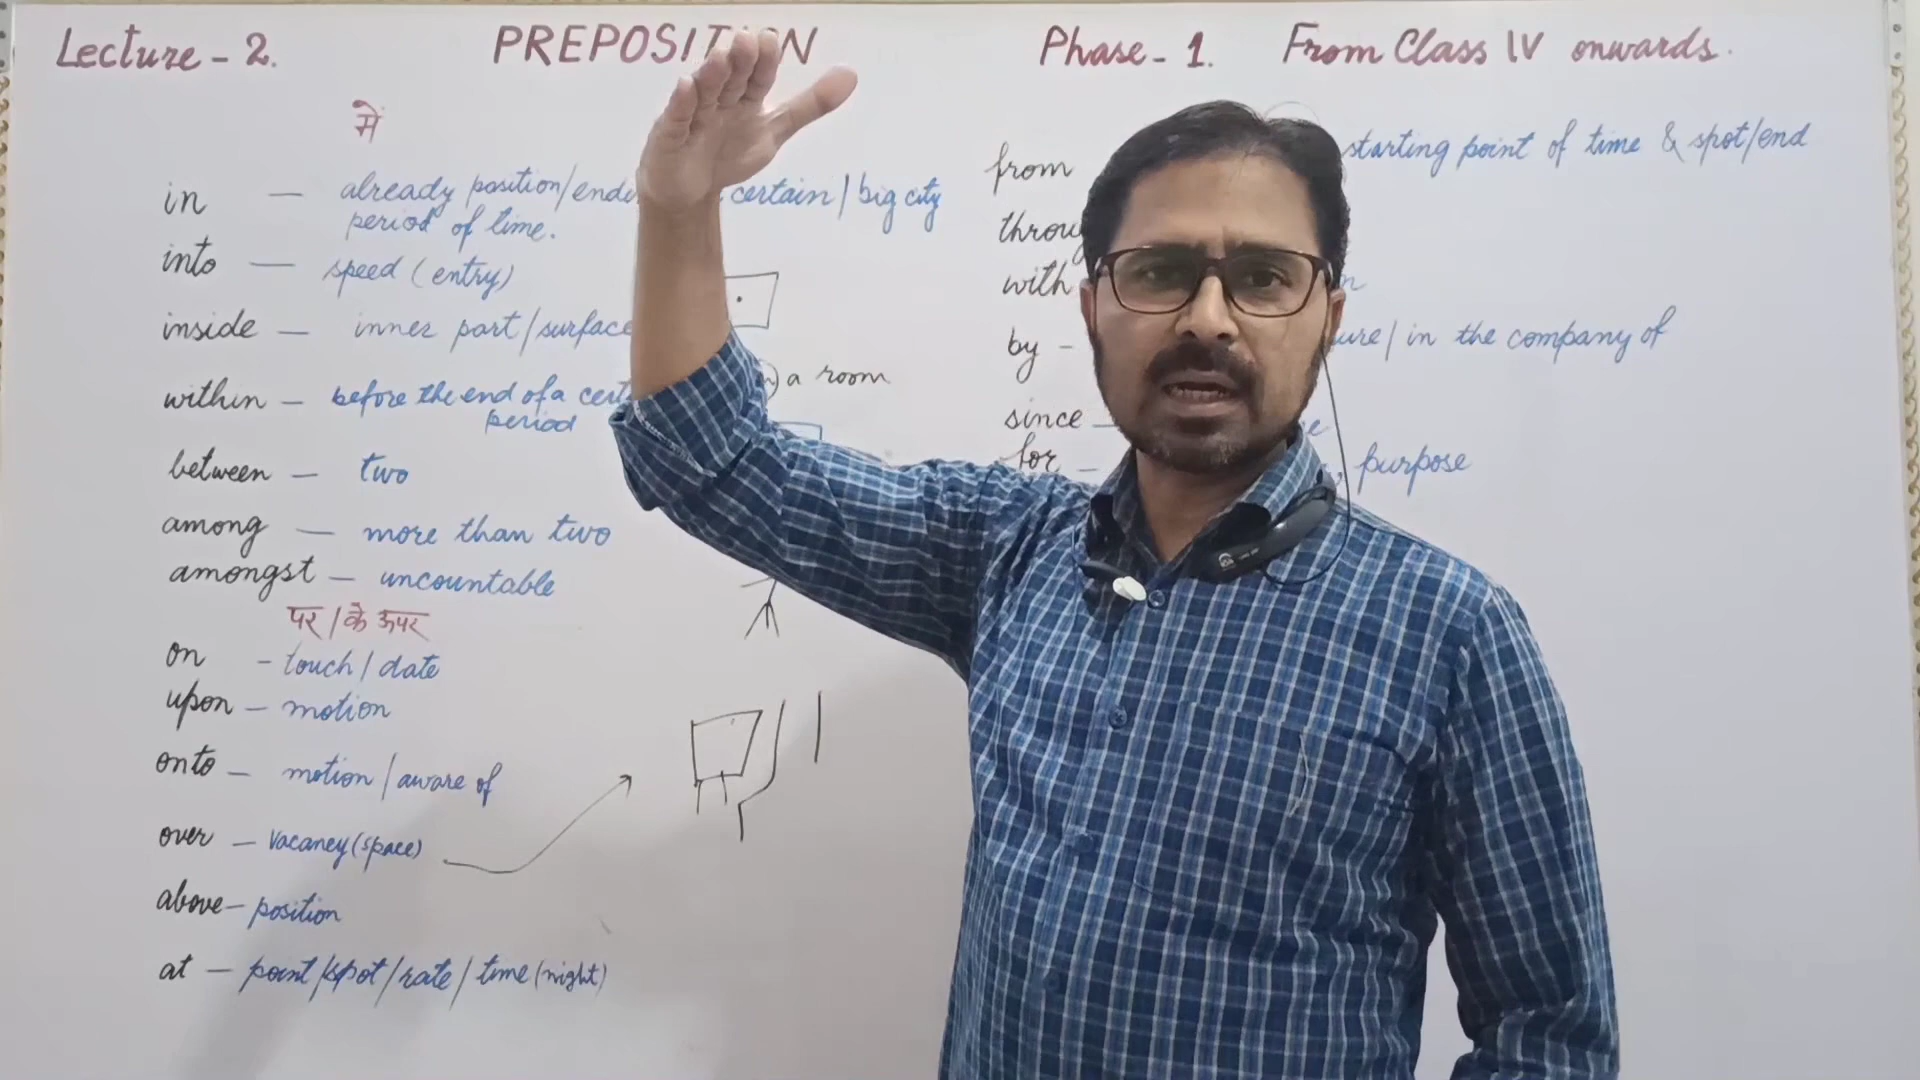 Lecture - 2. PREPOSITION Phase - 1. From Class IV onwards.
में
in — already position/ certain / big city
period of time.
into — speed (entry)
inside — inner part/surface
a room
within — before the end of a
period
between — two
among — more than two
amongst — uncountable
पर / के ऊपर
on - touch / date
upon - motion
onto - motion / aware of
over - vacancy (space)
above - position
at - point/spot/rate/time (night)
from starting point of time & spot/end
with
by - / in the company of
since —
for - , purpose